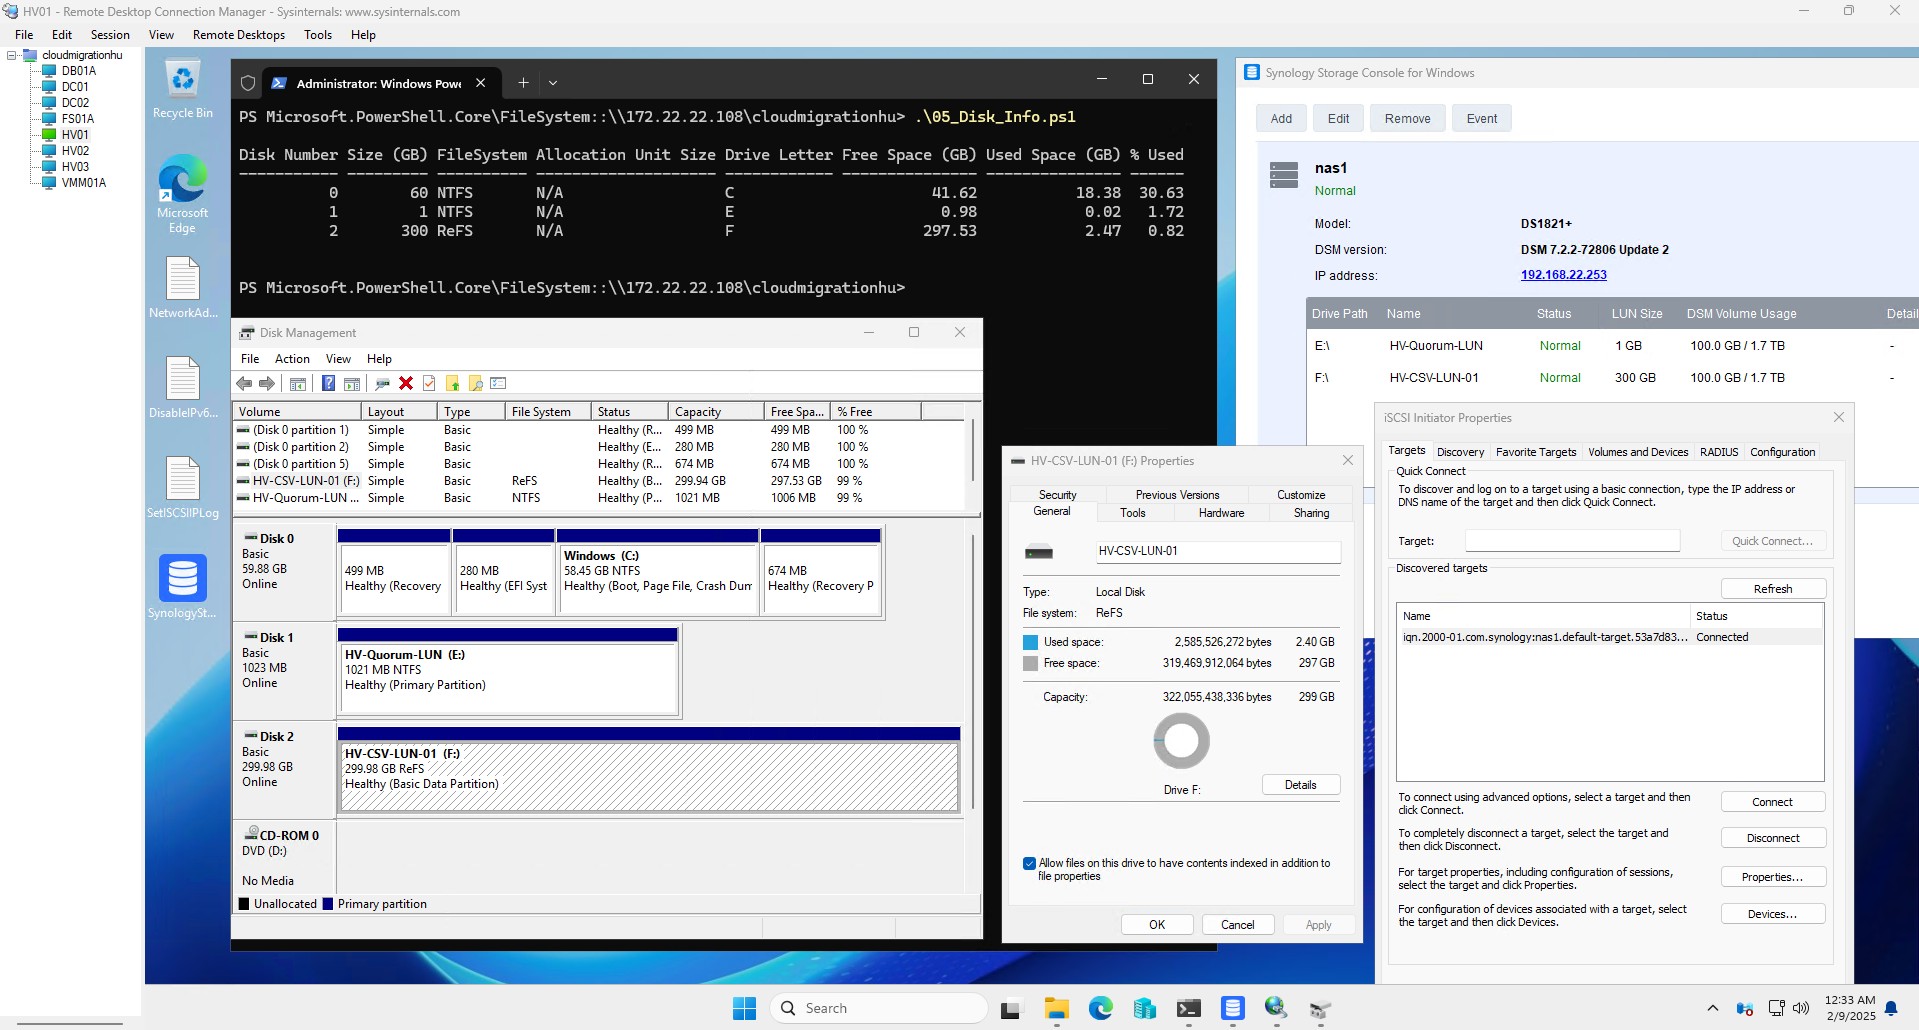 HV01 - Remote Desktop Connection Manager - Sysinternals: www.sysinternals.com
File Edit Session View Remote Desktops Tools Help
cloudmigrationhu
DB01A
DC01
DC02
FS01A
HV01
HV02
HV03
VMM01A
Recycle Bin
Microsoft
Edge
NetworkAd...
DisableIPv6...
SetISCSIIPLog
SynologySt...
Administrator: Windows Powe
PS Microsoft.PowerShell.Core\FileSystem::\\172.22.22.108\cloudmigrationhu> .\05_Disk_Info.ps1
Disk Number Size (GB) FileSystem Allocation Unit Size Drive Letter Free Space (GB) Used Space (GB) % Used
----------- --------- ---------- -------------------- ------------ --------------- --------------- ------
0 60 NTFS N/A C 41.62 18.38 30.63
1 1 NTFS N/A E 0.98 0.02 1.72
2 300 ReFS N/A F 297.53 2.47 0.82
PS Microsoft.PowerShell.Core\FileSystem::\\172.22.22.108\cloudmigrationhu>
Disk Management
File Action View Help
Volume Layout Type File System Status Capacity Free Spa... % Free
(Disk 0 partition 1) Simple Basic Healthy (R... 499 MB 499 MB 100 %
(Disk 0 partition 2) Simple Basic Healthy (E... 280 MB 280 MB 100 %
(Disk 0 partition 5) Simple Basic Healthy (R... 674 MB 674 MB 100 %
HV-CSV-LUN-01 (F:) Simple Basic ReFS Healthy (B... 299.94 GB 297.53 GB 99 %
HV-Quorum-LUN ... Simple Basic NTFS Healthy (P... 1021 MB 1006 MB 99 %
Disk 0
Basic
59.88 GB
Online
499 MB
Healthy (Recovery
280 MB
Healthy (EFI Syst
Windows (C:)
58.45 GB NTFS
Healthy (Boot, Page File, Crash Dum
674 MB
Healthy (Recovery P
Disk 1
Basic
1023 MB
Online
HV-Quorum-LUN (E:)
1021 MB NTFS
Healthy (Primary Partition)
Disk 2
Basic
299.98 GB
Online
HV-CSV-LUN-01 (F:)
299.98 GB ReFS
Healthy (Basic Data Partition)
CD-ROM 0
DVD (D:)
No Media
Unallocated Primary partition
Synology Storage Console for Windows
Add Edit Remove Event
nas1
Normal
Model: DS1821+
DSM version: DSM 7.2.2-72806 Update 2
IP address: 192.168.22.253
Drive Path Name Status LUN Size DSM Volume Usage Detail
E:\ HV-Quorum-LUN Normal 1 GB 100.0 GB / 1.7 TB -
F:\ HV-CSV-LUN-01 Normal 300 GB 100.0 GB / 1.7 TB -
HV-CSV-LUN-01 (F:) Properties
Security Previous Versions Customize
General Tools Hardware Sharing
HV-CSV-LUN-01
Type: Local Disk
File system: ReFS
Used space: 2,585,526,272 bytes 2.40 GB
Free space: 319,469,912,064 bytes 297 GB
Capacity: 322,055,438,336 bytes 299 GB
Drive F:
Details
Allow files on this drive to have contents indexed in addition to
file properties
OK Cancel Apply
iSCSI Initiator Properties
Targets Discovery Favorite Targets Volumes and Devices RADIUS Configuration
Quick Connect
To discover and log on to a target using a basic connection, type the IP address or
DNS name of the target and then click Quick Connect.
Target: Quick Connect...
Discovered targets
Refresh
Name Status
iqn.2000-01.com.synology:nas1.default-target.53a7d83... Connected
To connect using advanced options, select a target and then
click Connect.
Connect
To completely disconnect a target, select the target and
then click Disconnect.
Disconnect
For target properties, including configuration of sessions,
select the target and click Properties.
Properties...
For configuration of devices associated with a target, select
the target and then click Devices.
Devices...
Search
12:33 AM
2/9/2025